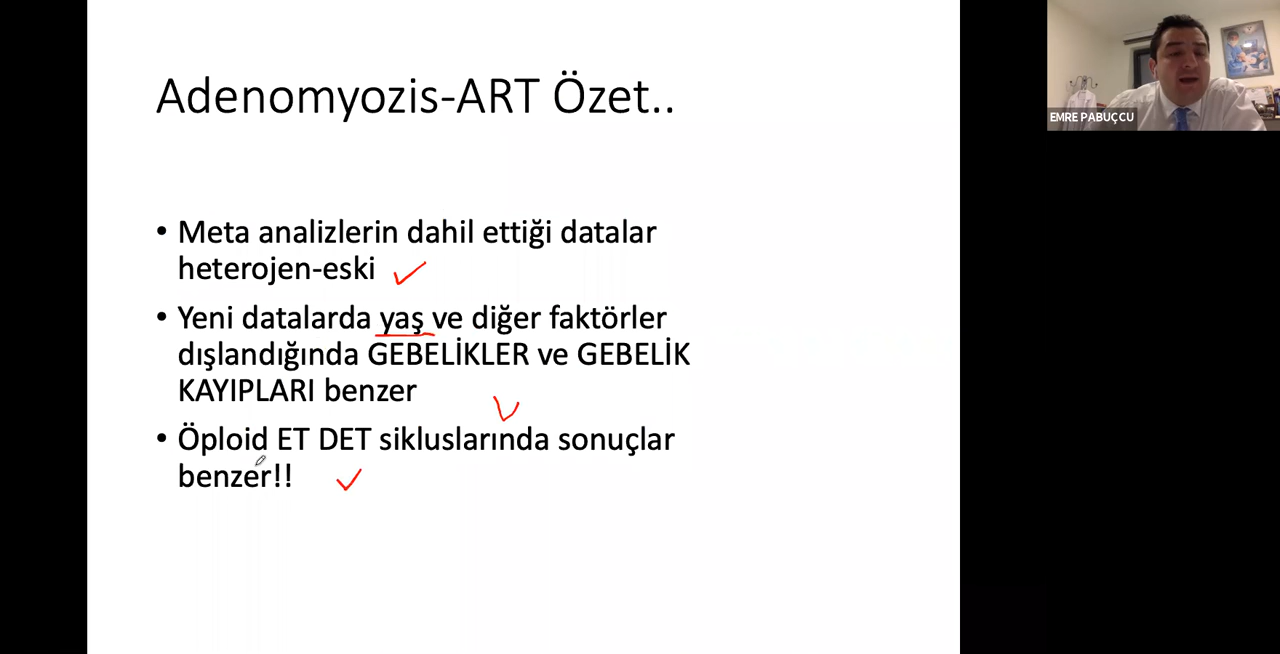 Adenomyozis-ART Özet..
• Meta analizlerin dahil ettiği datalar
heterojen-eski
• Yeni datalarda yaş ve diğer faktörler
dışlandığında GEBELİKLER ve GEBELİK
KAYIPLARI benzer
• Öploid ET DET sikluslarında sonuçlar
benzer!!
EMRE PABUÇCU